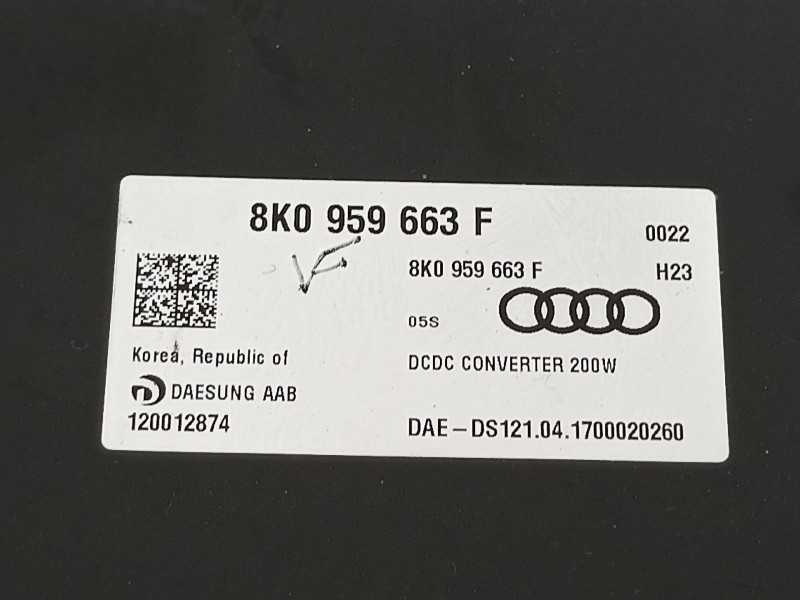 8K0 959 663 F
0022
8K0 959 663 F
H23
05S
Korea, Republic of
DCDC CONVERTER 200W
DAESUNG AAB
120012874
DAE-DS121.04.1700020260